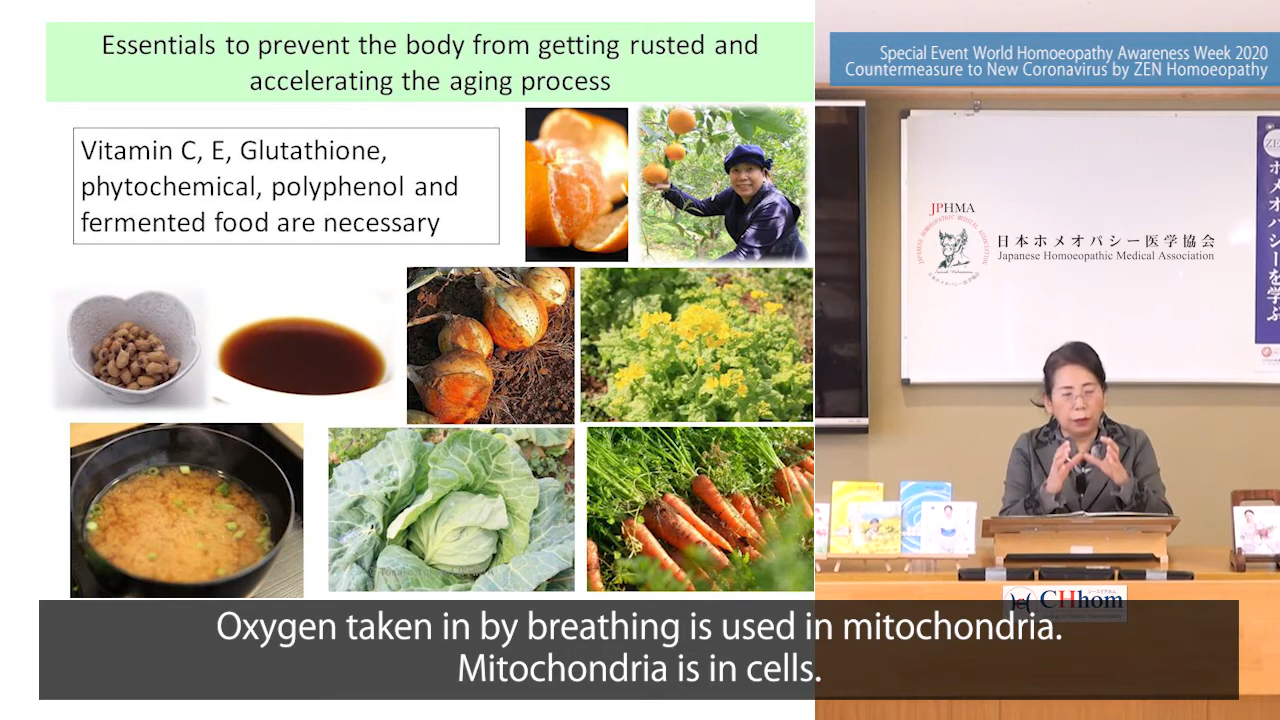 Essentials to prevent the body from getting rusted and
accelerating the aging process
Vitamin C, E, Glutathione,
phytochemical, polyphenol and
fermented food are necessary
Special Event World Homoeopathy Awareness Week 2020
Countermeasure to New Coronavirus by ZEN Homoeopathy
JPHMA
日本ホメオパシー医学協会
Japanese Homoeopathic Medical Association
ホメオパシーを学ぶ
CHhom
Oxygen taken in by breathing is used in mitochondria.
Mitochondria is in cells.